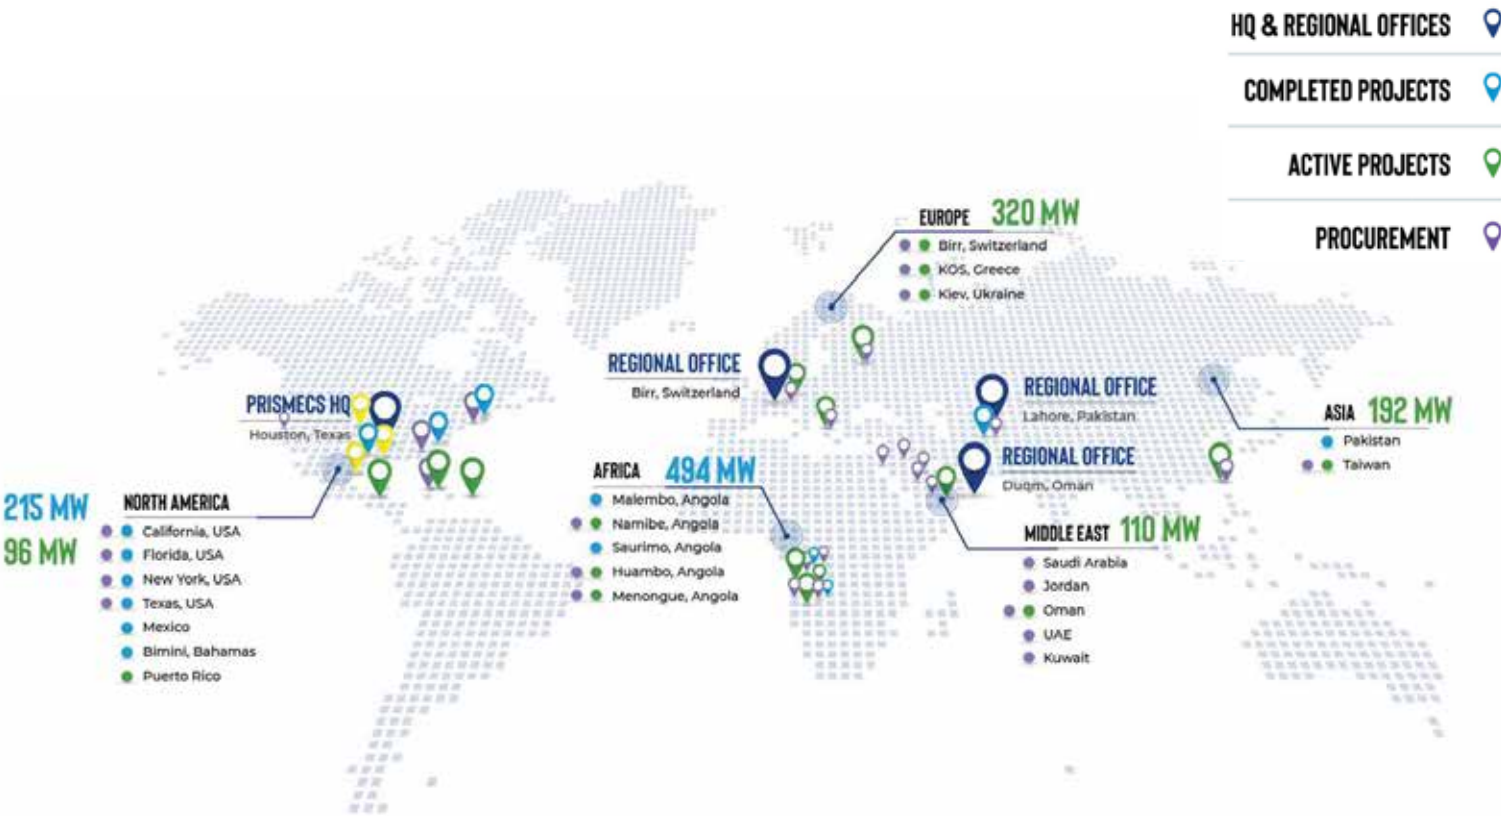 HQ & REGIONAL OFFICES
COMPLETED PROJECTS
ACTIVE PROJECTS
PROCUREMENT
EUROPE 320 MW
Birr, Switzerland
KOS, Greece
Kiev, Ukraine
REGIONAL OFFICE
Birr, Switzerland
PRISMECS HQ
Houston, Texas
REGIONAL OFFICE
Lahore, Pakistan
REGIONAL OFFICE
Duqm, Oman
ASIA 192 MW
Pakistan
Taiwan
AFRICA 494 MW
Malembo, Angola
Namibe, Angola
Saurimo, Angola
Huambo, Angola
Menongue, Angola
215 MW
96 MW
NORTH AMERICA
California, USA
Florida, USA
New York, USA
Texas, USA
Mexico
Bimini, Bahamas
Puerto Rico
MIDDLE EAST 110 MW
Saudi Arabia
Jordan
Oman
UAE
Kuwait